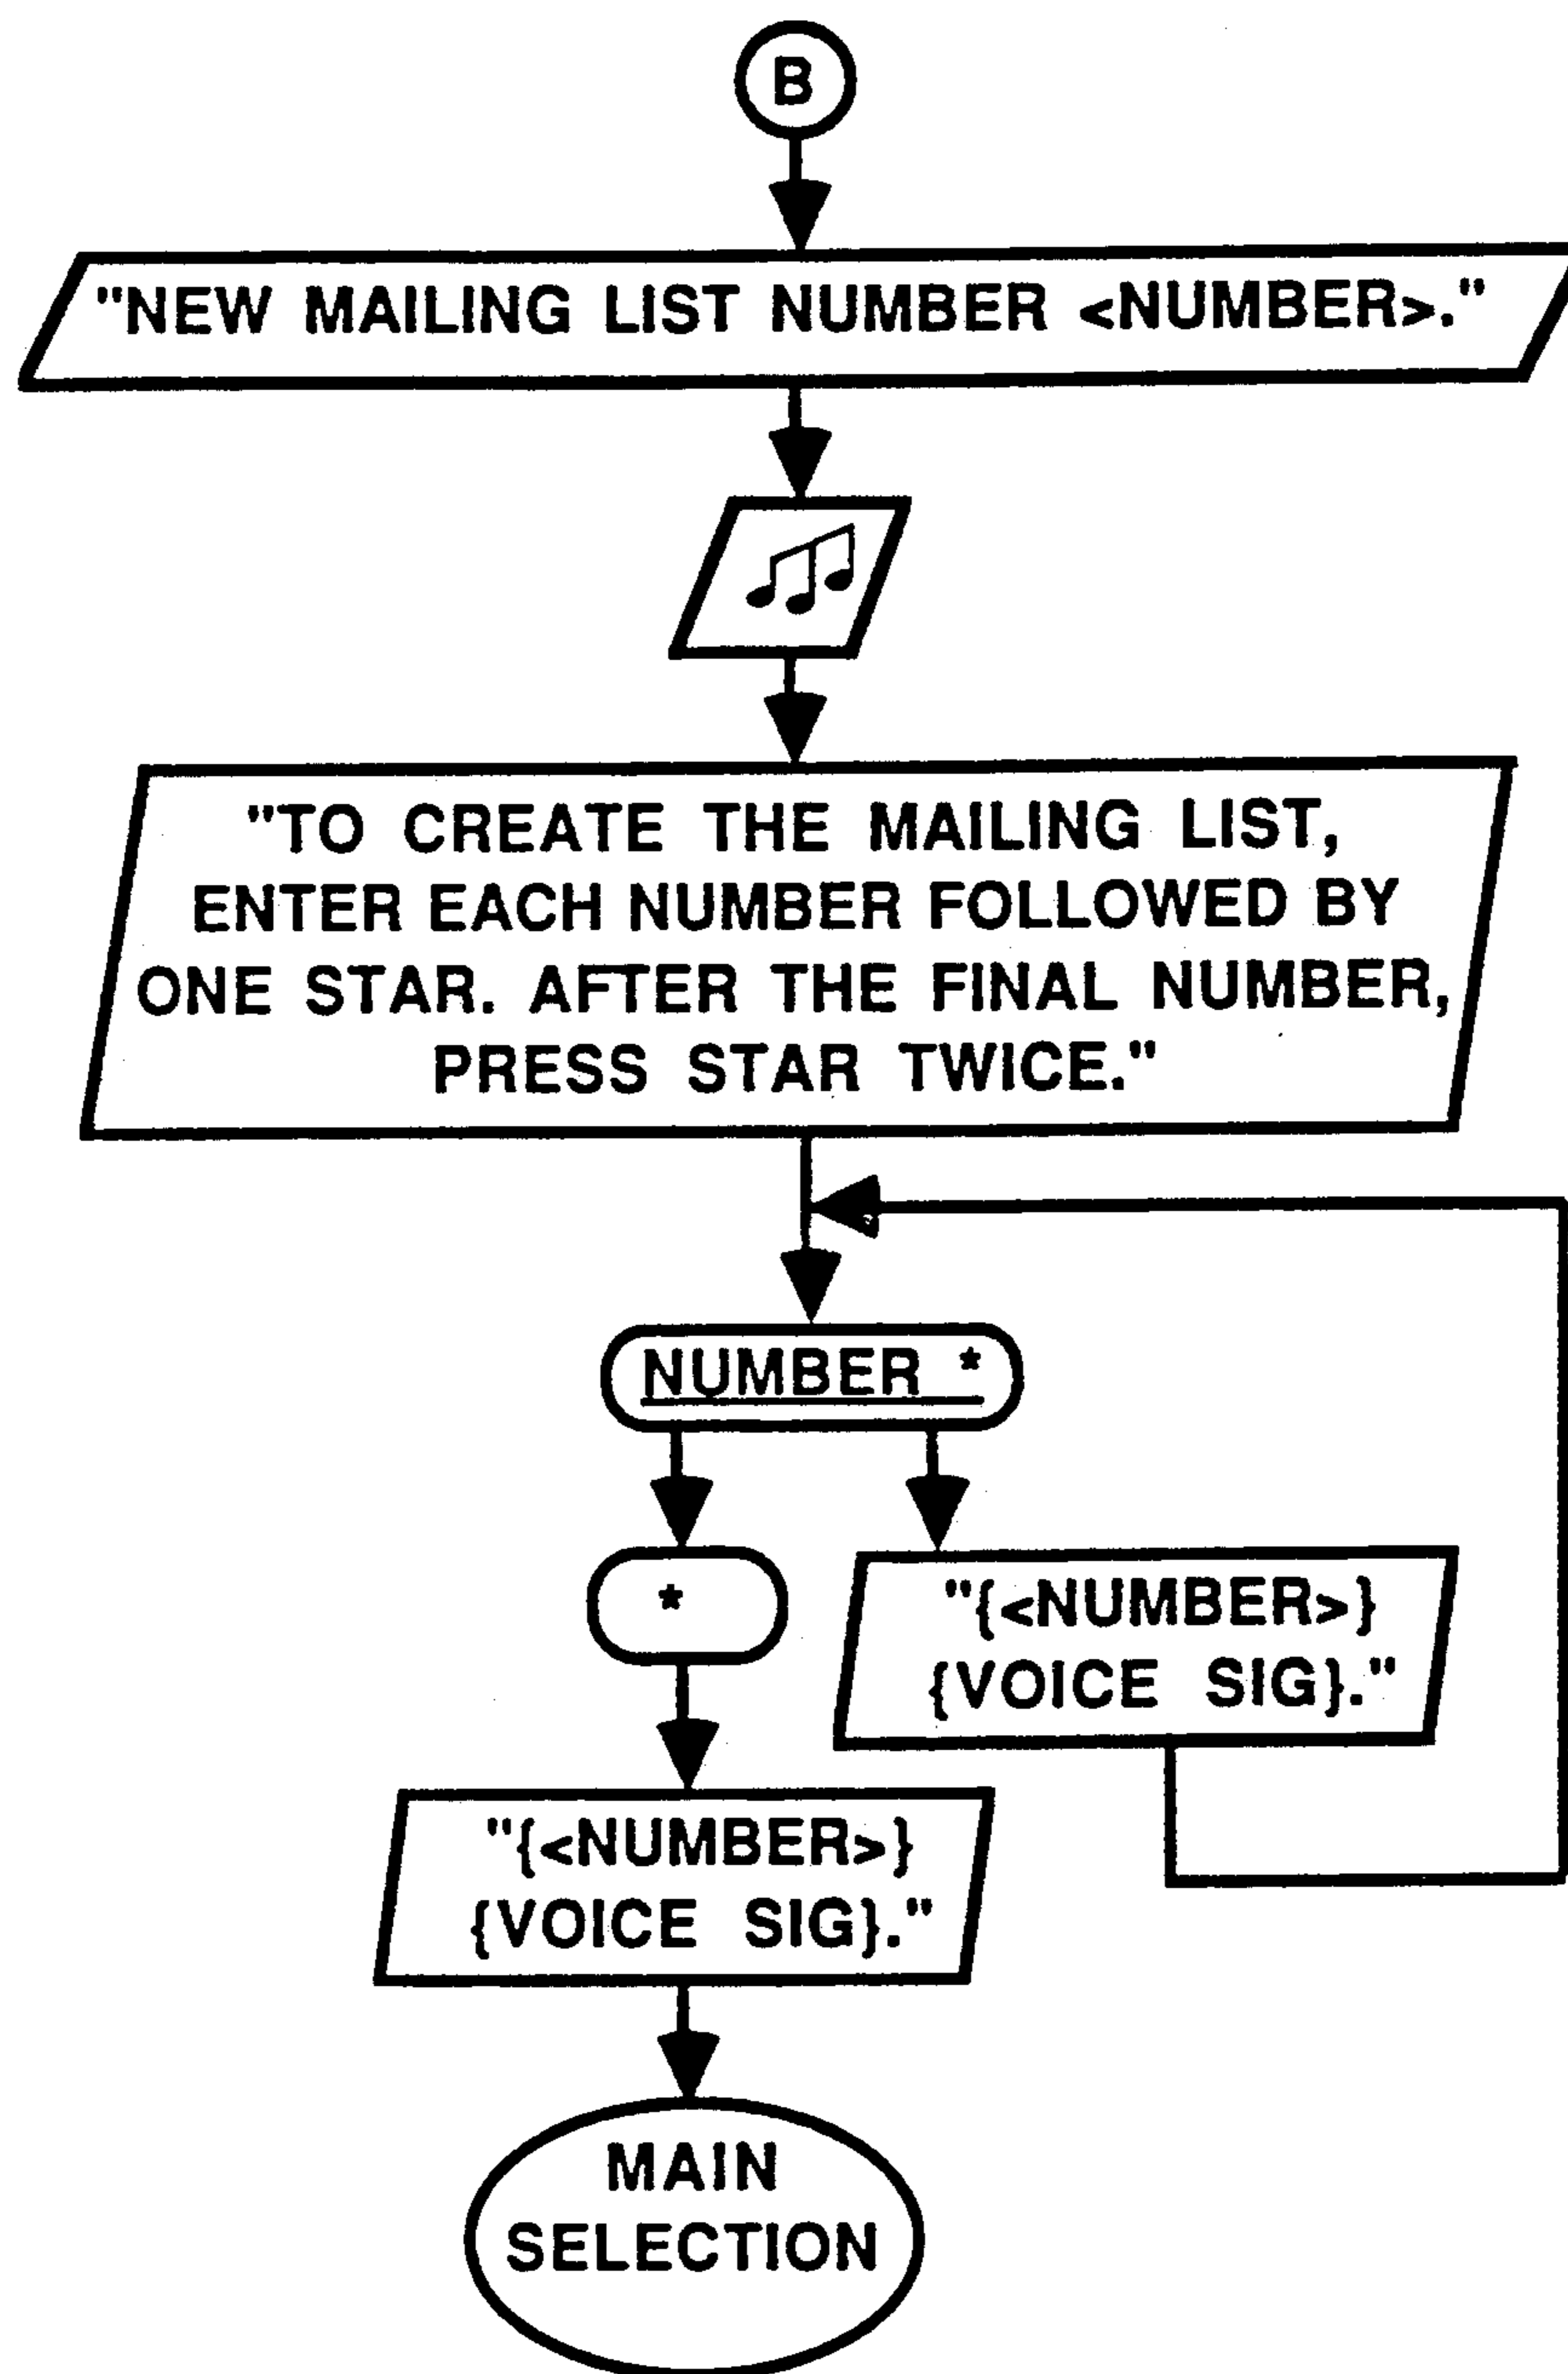 B
"NEW MAILING LIST NUMBER <NUMBER>."
"TO CREATE THE MAILING LIST,
ENTER EACH NUMBER FOLLOWED BY
ONE STAR. AFTER THE FINAL NUMBER,
PRESS STAR TWICE."
NUMBER *
*
"{<NUMBER>}
{VOICE SIG}."
"{<NUMBER>}
{VOICE SIG}."
MAIN
SELECTION